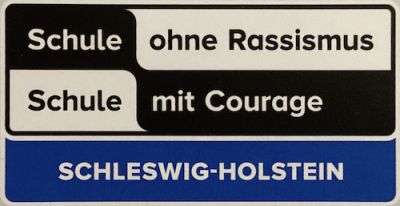 Schule ohne Rassismus
Schule mit Courage
SCHLESWIG-HOLSTEIN